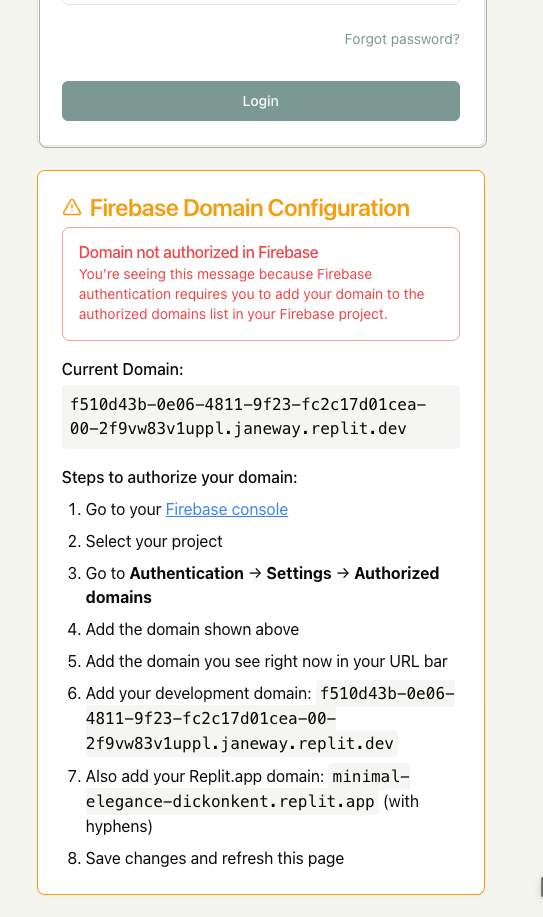 Forgot password?
Login
Firebase Domain Configuration
Domain not authorized in Firebase
You're seeing this message because Firebase
authentication requires you to add your domain to the
authorized domains list in your Firebase project.
Current Domain:
f510d43b-0e06-4811-9f23-fc2c17d01cea-
00-2f9vw83v1uppl.janeway.replit.dev
Steps to authorize your domain:
1. Go to your Firebase console
2. Select your project
3. Go to Authentication → Settings → Authorized
domains
4. Add the domain shown above
5. Add the domain you see right now in your URL bar
6. Add your development domain: f510d43b-0e06-
4811-9f23-fc2c17d01cea-00-
2f9vw83v1uppl.janeway.replit.dev
7. Also add your Replit.app domain: minimal-
elegance-dickonkent.replit.app (with
hyphens)
8. Save changes and refresh this page